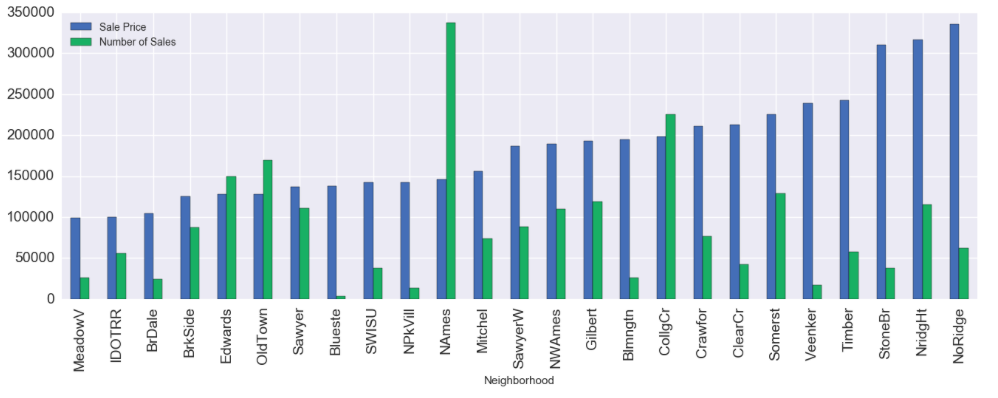 350000
300000
250000
200000
150000
100000
50000
0
Sale Price
Number of Sales
MeadowV
IDOTRR
BrDale
BrkSide
Edwards
OldTown
Sawyer
Blueste
SWISU
NPkVill
NAmes
Mitchel
SawyerW
NWAmes
Gilbert
Blmngtn
CollgCr
Crawfor
ClearCr
Somerst
Veenker
Timber
StoneBr
NridgHt
NoRidge
Neighborhood